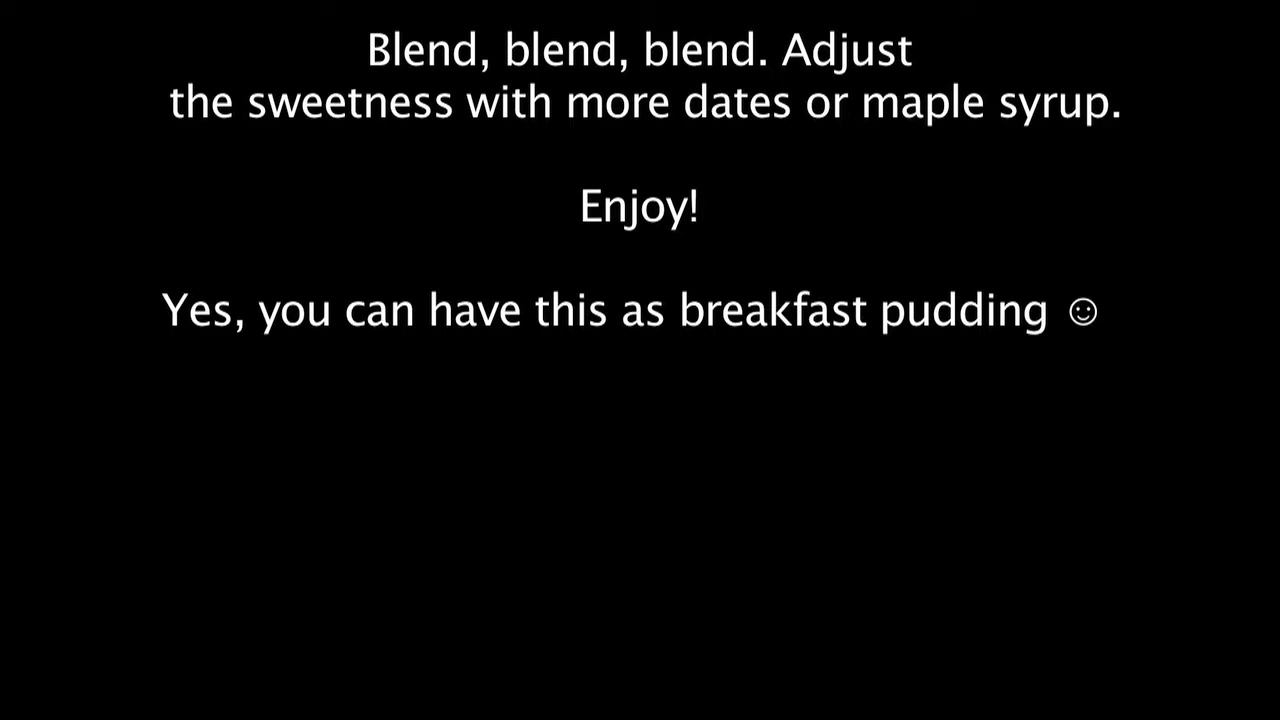 Blend, blend, blend. Adjust
the sweetness with more dates or maple syrup.
Enjoy!
Yes, you can have this as breakfast pudding ☺